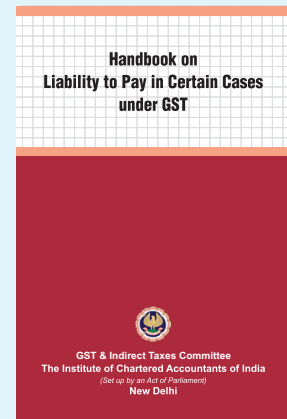 Handbook on
Liability to Pay in Certain Cases
under GST
GST & Indirect Taxes Committee
The Institute of Chartered Accountants of India
(Set up by an Act of Parliament)
New Delhi